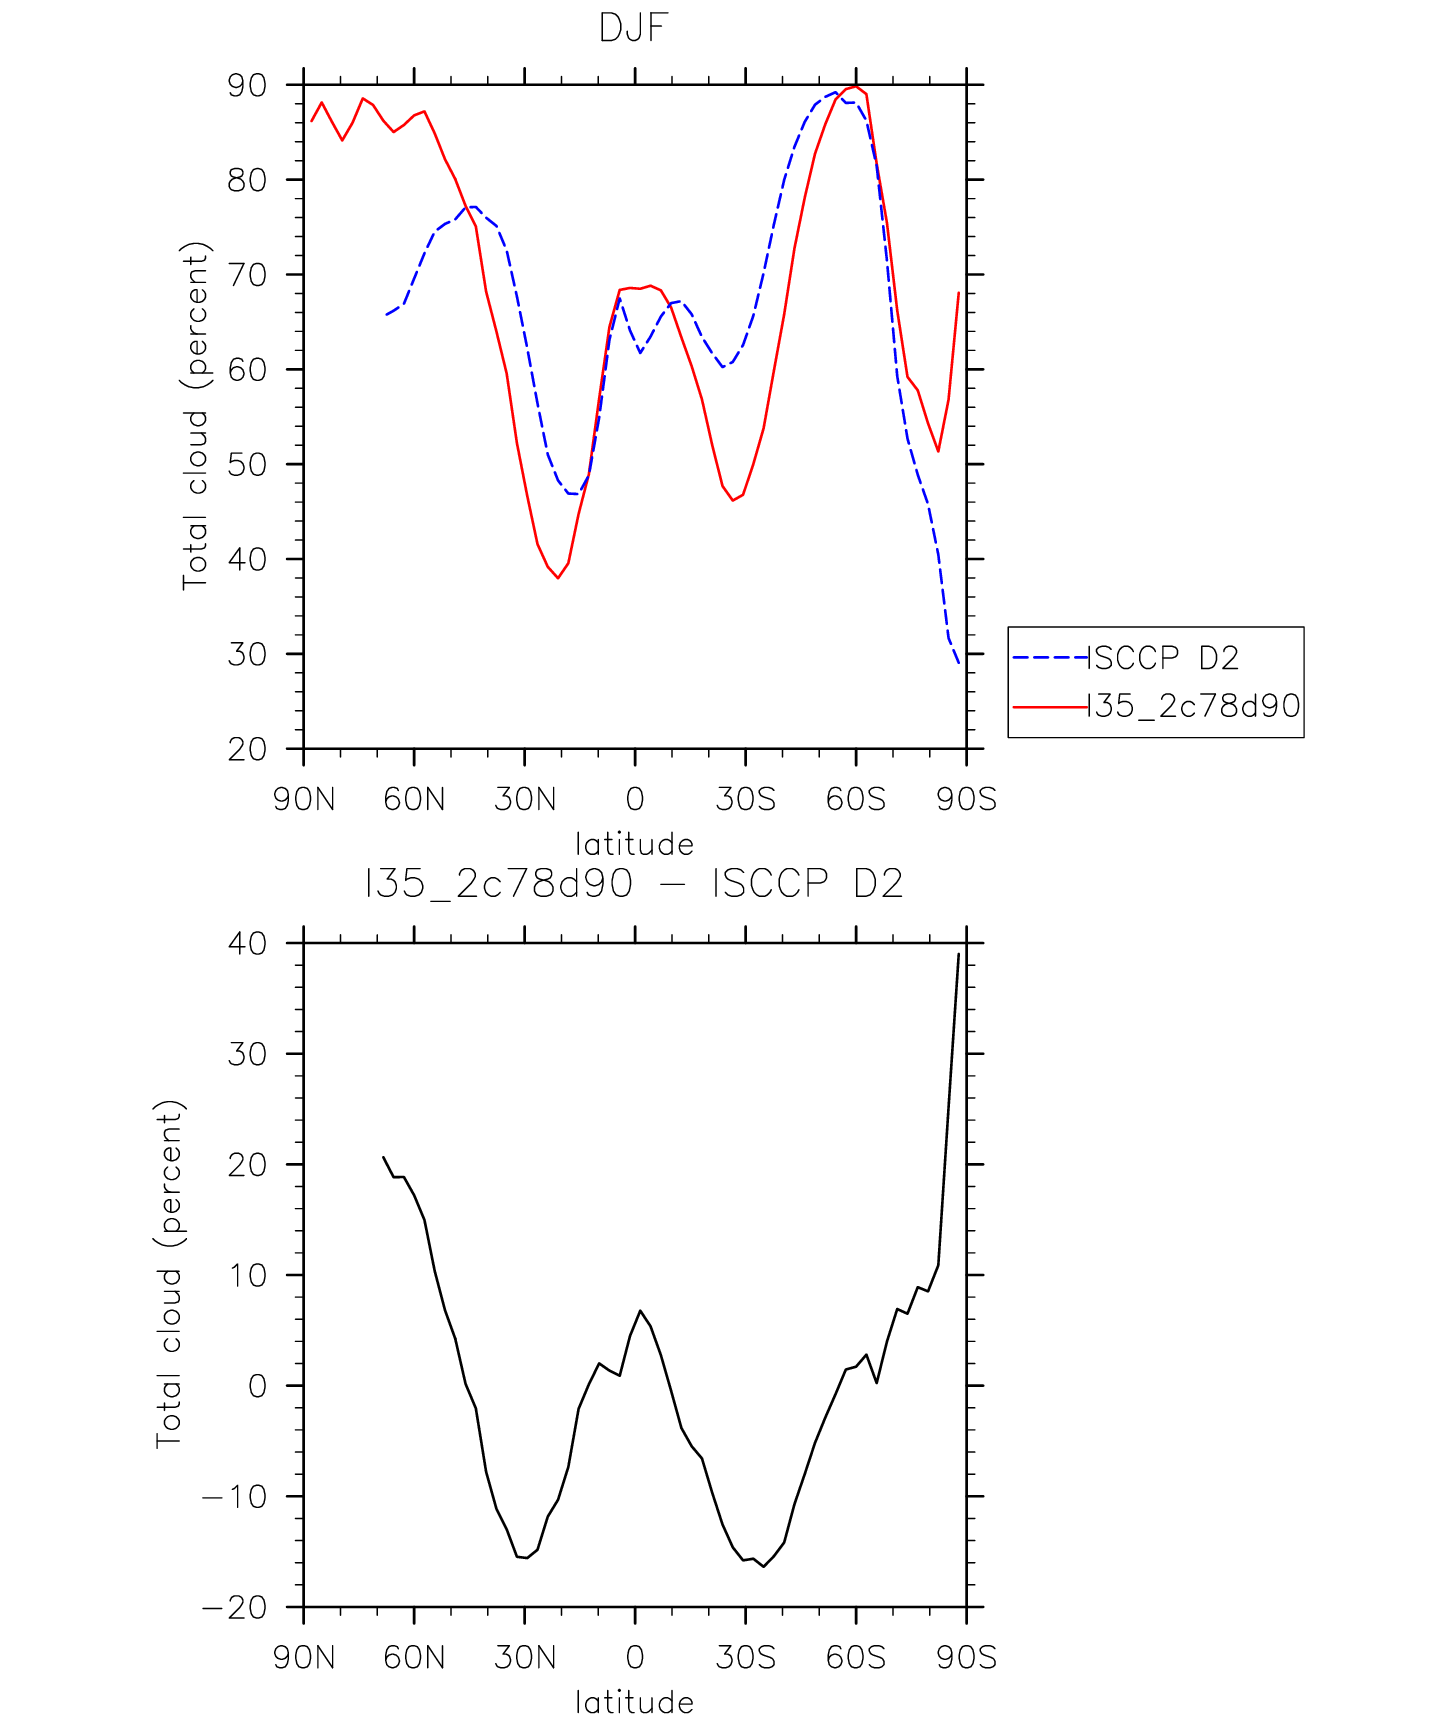 DJF
90
80
70
60
50
40
30
20
Total cloud (percent)
90N 60N 30N 0 30S 60S 90S
latitude
ISCCP D2
I35_2c78d90
I35_2c78d90 − ISCCP D2
40
30
20
10
0
−10
−20
Total cloud (percent)
90N 60N 30N 0 30S 60S 90S
latitude